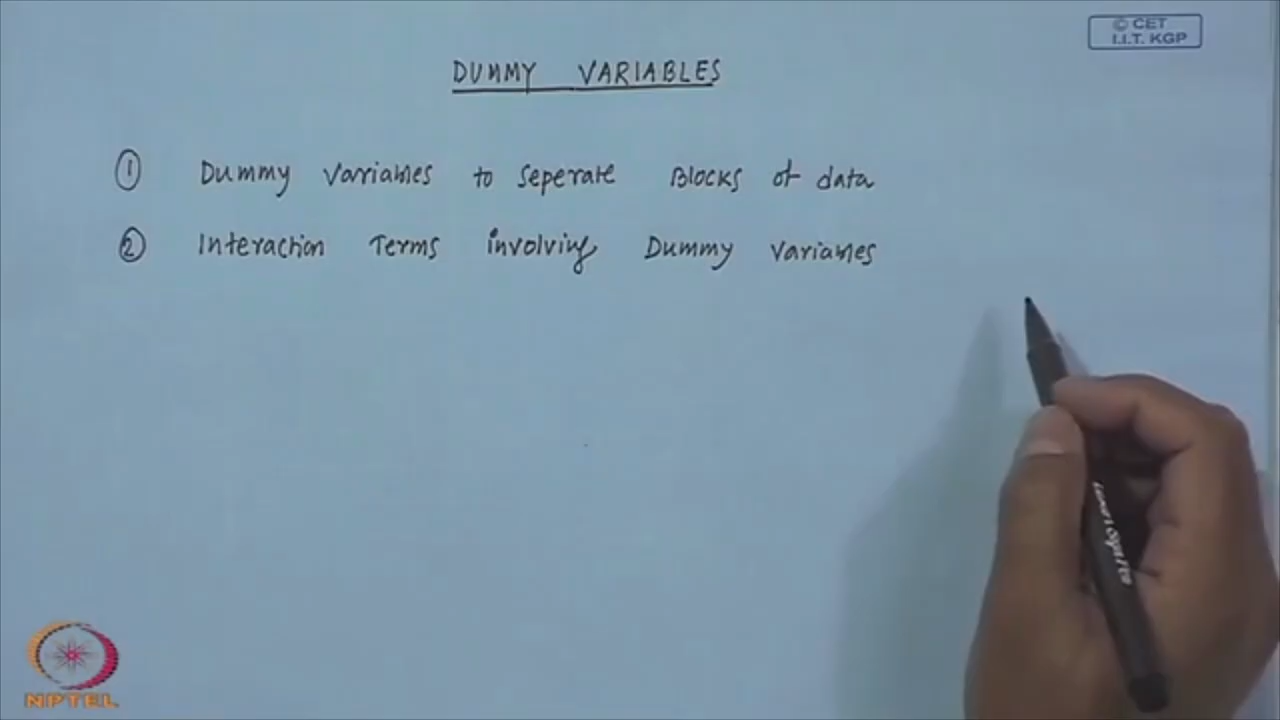 © CET
I.I.T. KGP
DUMMY VARIABLES
① Dummy variables to seperate Blocks of data
② Interaction Terms involving Dummy variables
NPTEL